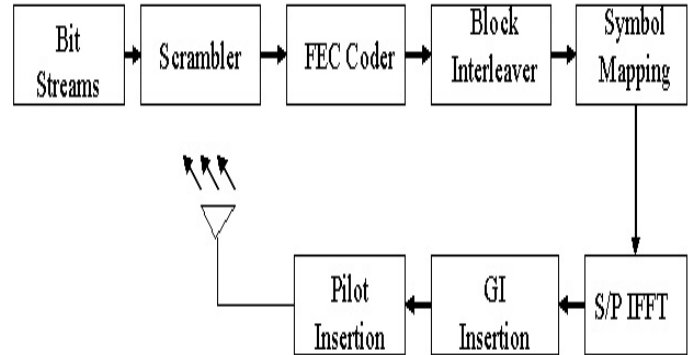 Bit
Streams
Scrambler
FEC Coder
Block
Interleaver
Symbol
Mapping
S/P IFFT
GI
Insertion
Pilot
Insertion